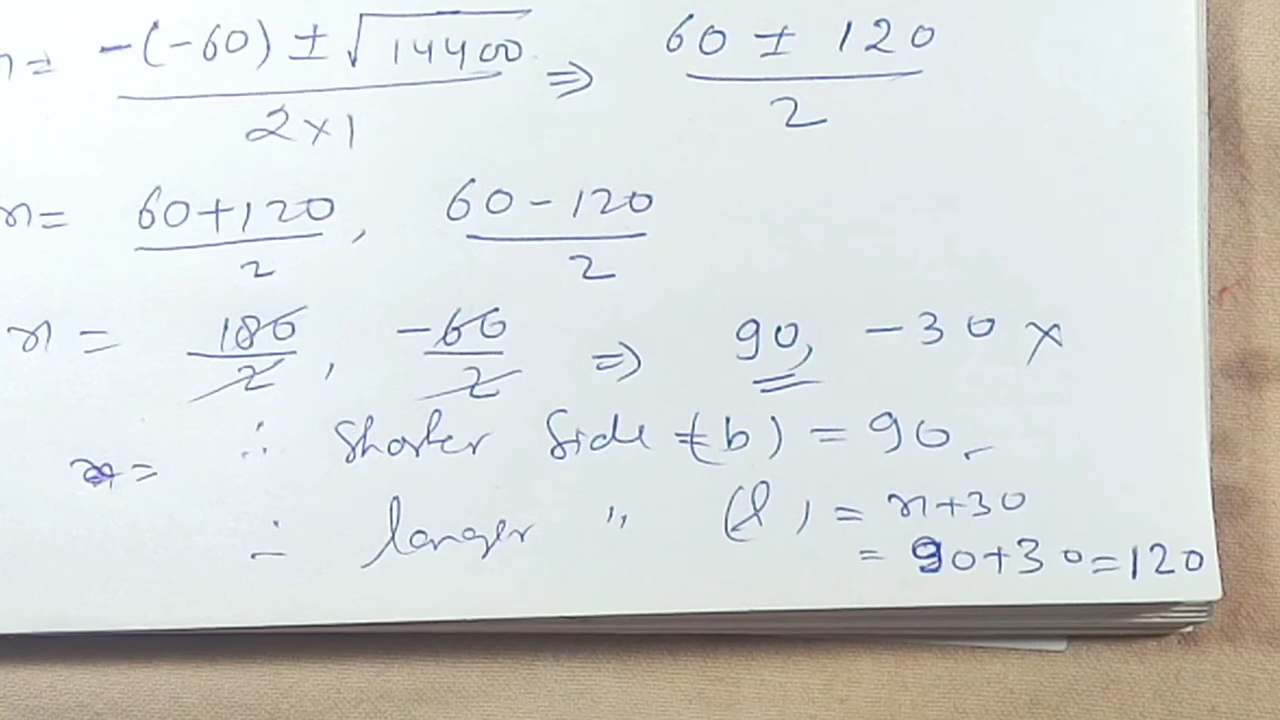 n = -(-60) ± √14400 / 2×1 ⇒ 60 ± 120 / 2
n = 60+120 / 2 , 60-120 / 2
n = 180 / 2 , -60 / 2 ⇒ 90, -30 ×
∴ Shorter Side (b) = 90
∴ longer " (l) = n+30
= 90+30=120